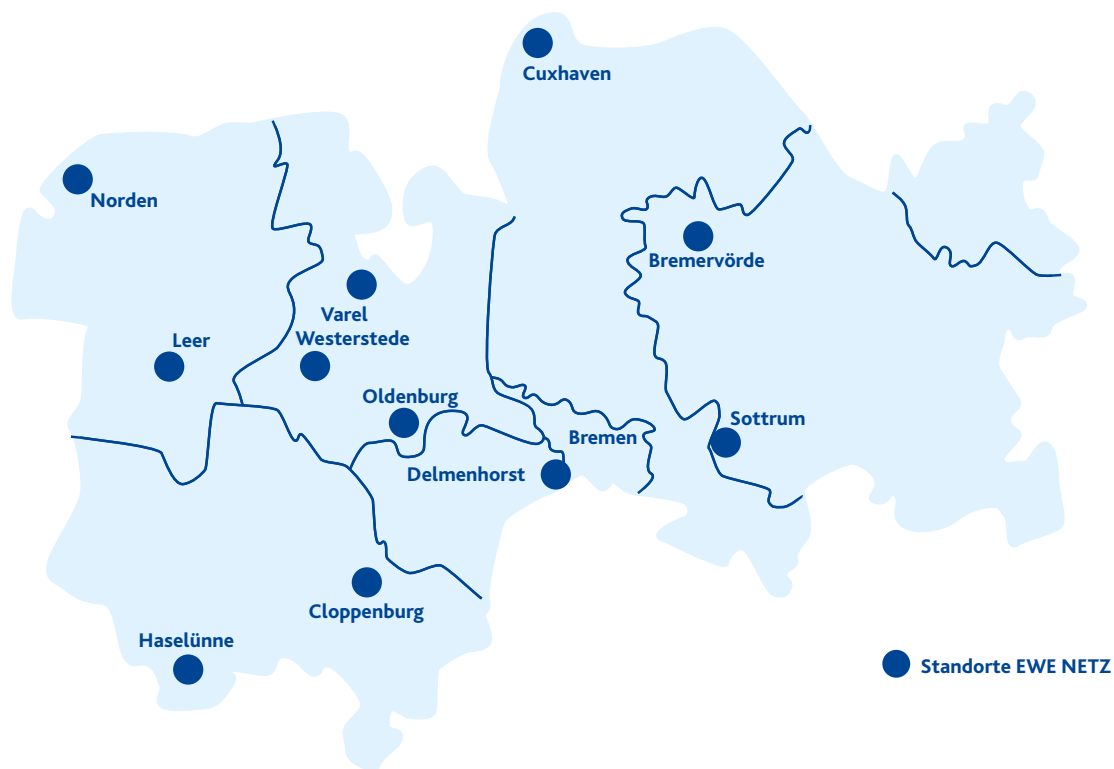 Cuxhaven
Norden
Bremervörde
Varel
Leer
Westerstede
Oldenburg
Sottrum
Bremen
Delmenhorst
Cloppenburg
Haselünne
Standorte EWE NETZ